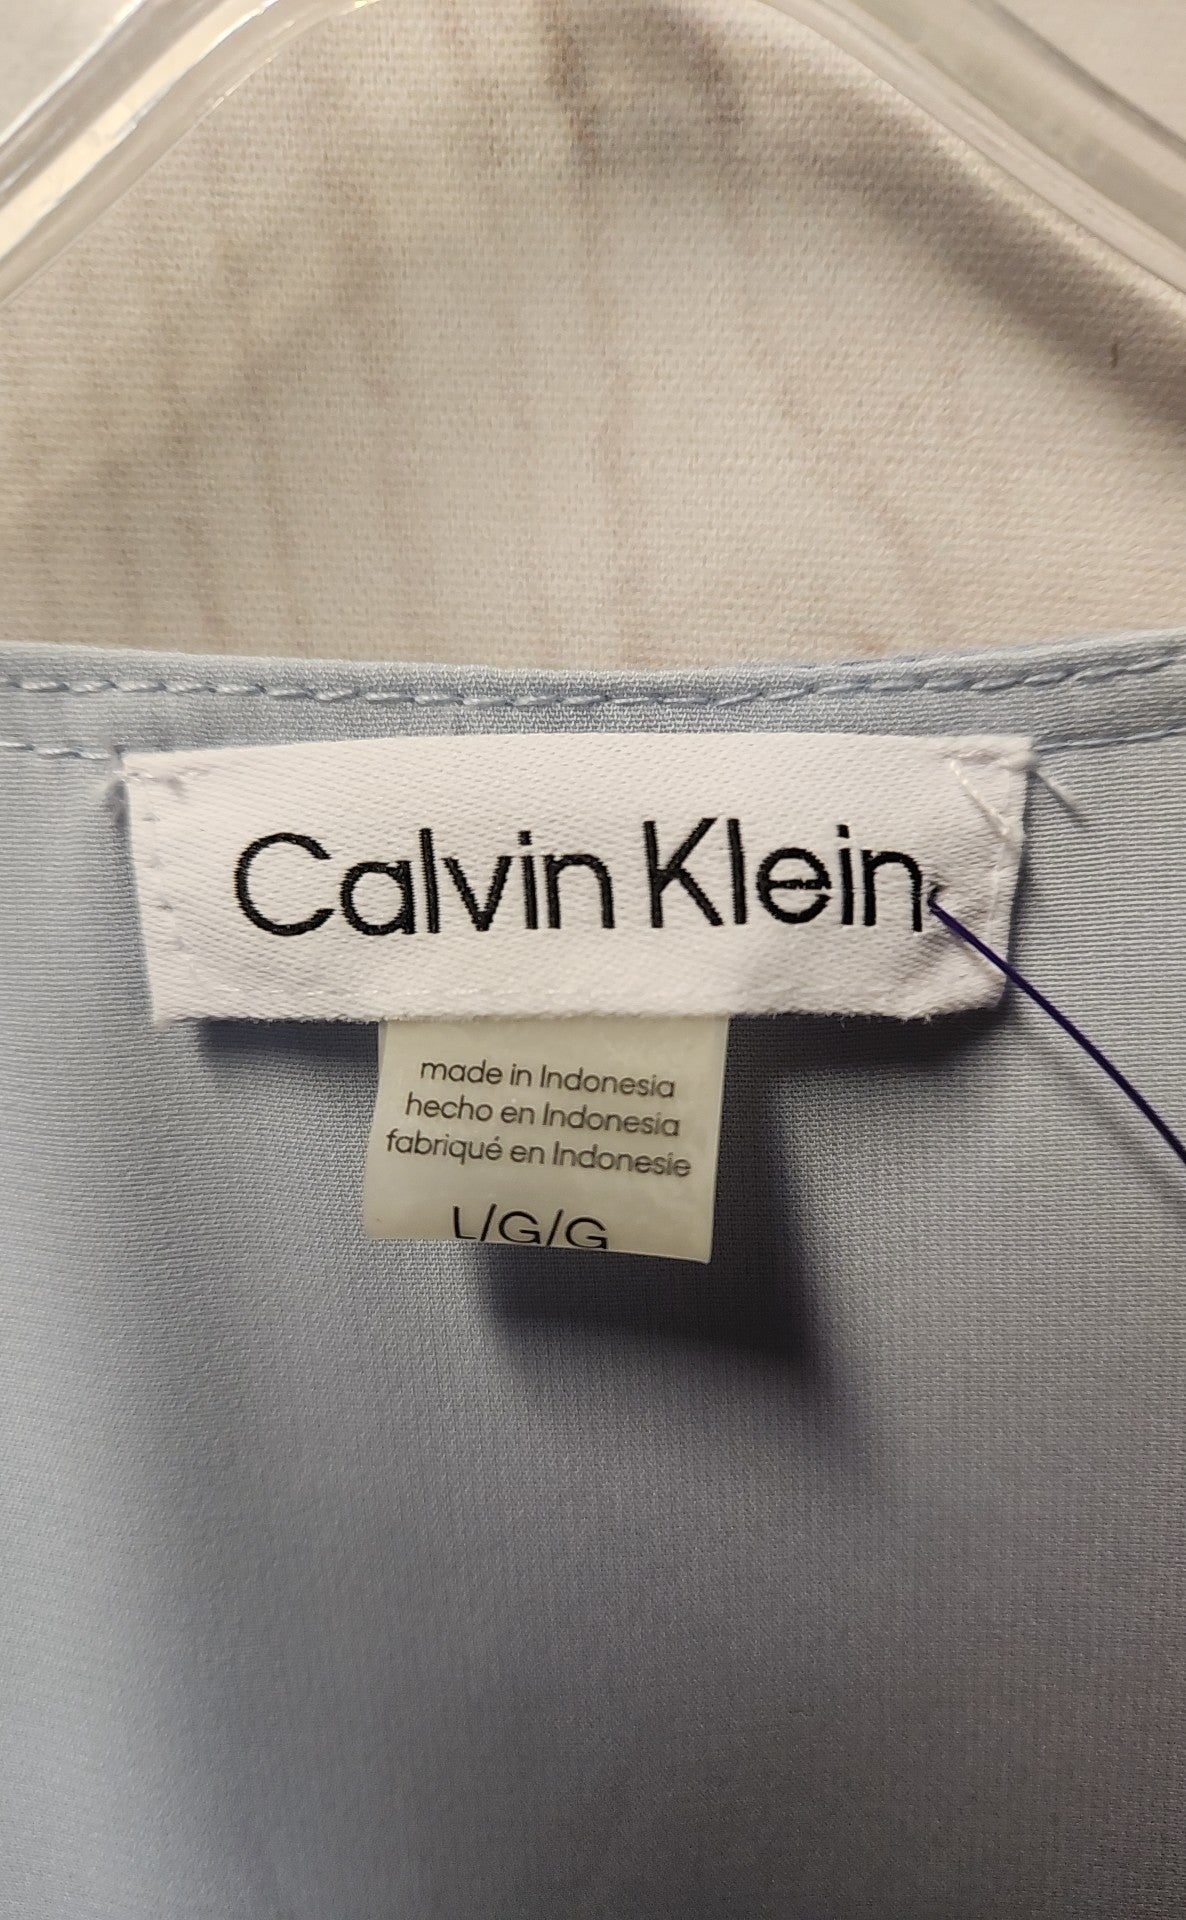 Calvin Klein
made in Indonesia
hecho en Indonesia
fabriqué en Indonesie
L/G/G